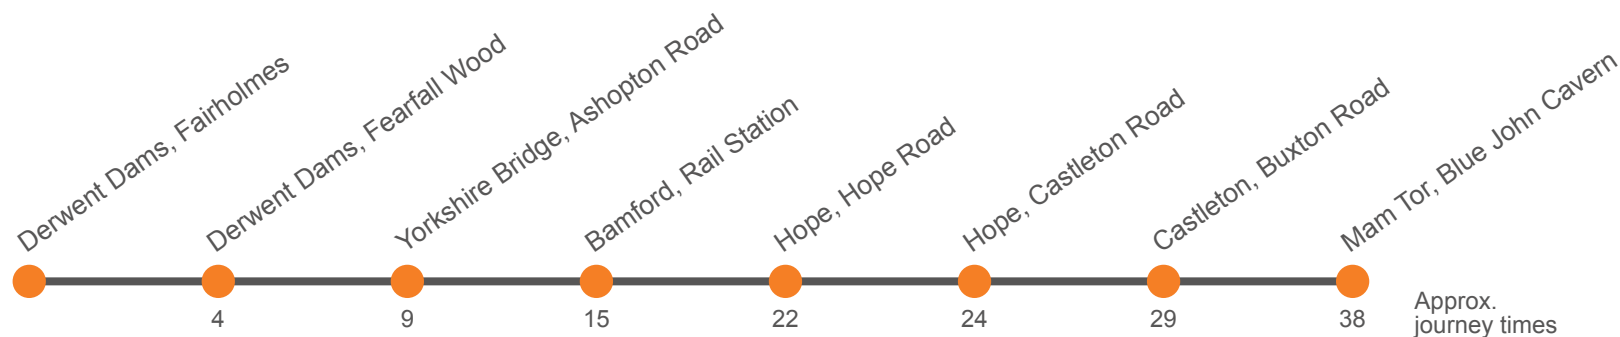 Derwent Dams, Fairholmes
Derwent Dams, Fearfall Wood
Yorkshire Bridge, Ashopton Road
Bamford, Rail Station
Hope, Hope Road
Hope, Castleton Road
Castleton, Buxton Road
Mam Tor, Blue John Cavern
4
9
15
22
24
29
38
Approx.
journey times